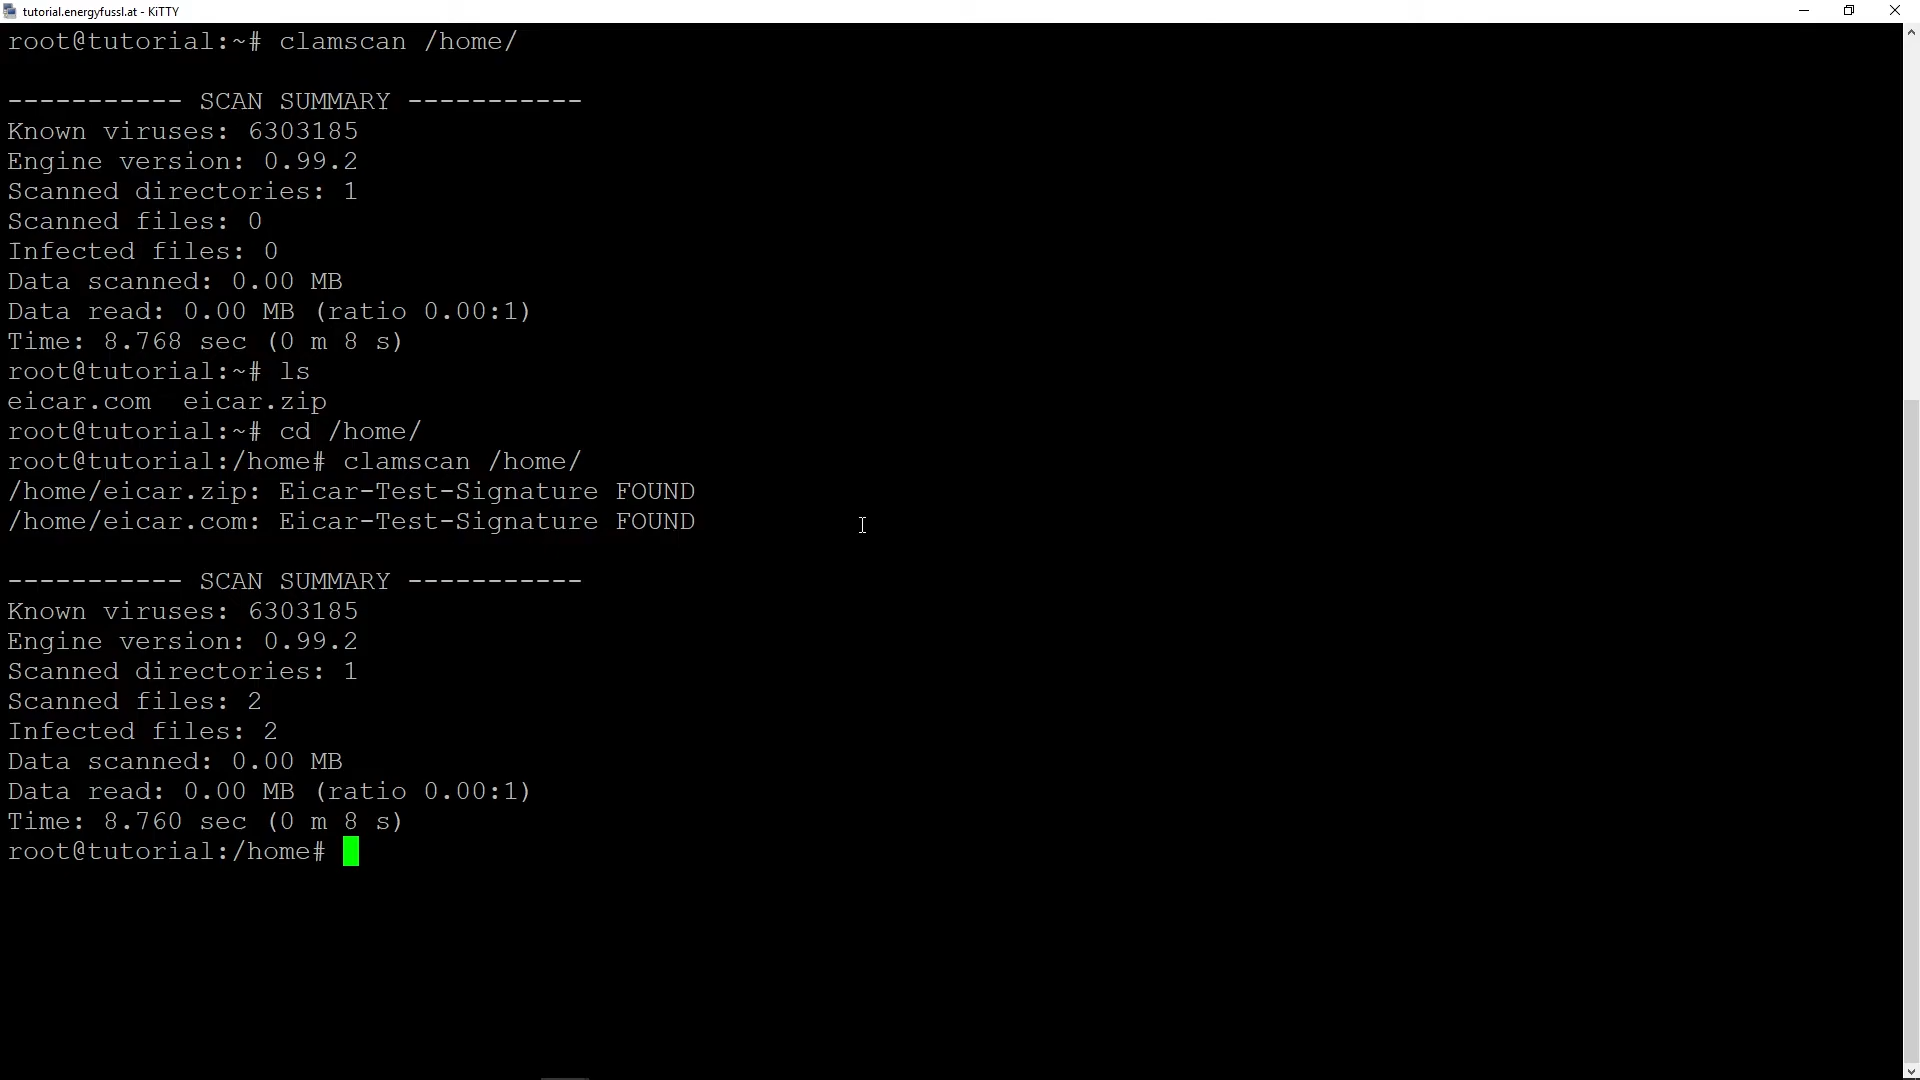 tutorial.energyfussl.at - KiTTY
root@tutorial:~# clamscan /home/
----------- SCAN SUMMARY -----------
Known viruses: 6303185
Engine version: 0.99.2
Scanned directories: 1
Scanned files: 0
Infected files: 0
Data scanned: 0.00 MB
Data read: 0.00 MB (ratio 0.00:1)
Time: 8.768 sec (0 m 8 s)
root@tutorial:~# ls
eicar.com  eicar.zip
root@tutorial:~# cd /home/
root@tutorial:/home# clamscan /home/
/home/eicar.zip: Eicar-Test-Signature FOUND
/home/eicar.com: Eicar-Test-Signature FOUND
----------- SCAN SUMMARY -----------
Known viruses: 6303185
Engine version: 0.99.2
Scanned directories: 1
Scanned files: 2
Infected files: 2
Data scanned: 0.00 MB
Data read: 0.00 MB (ratio 0.00:1)
Time: 8.760 sec (0 m 8 s)
root@tutorial:/home#